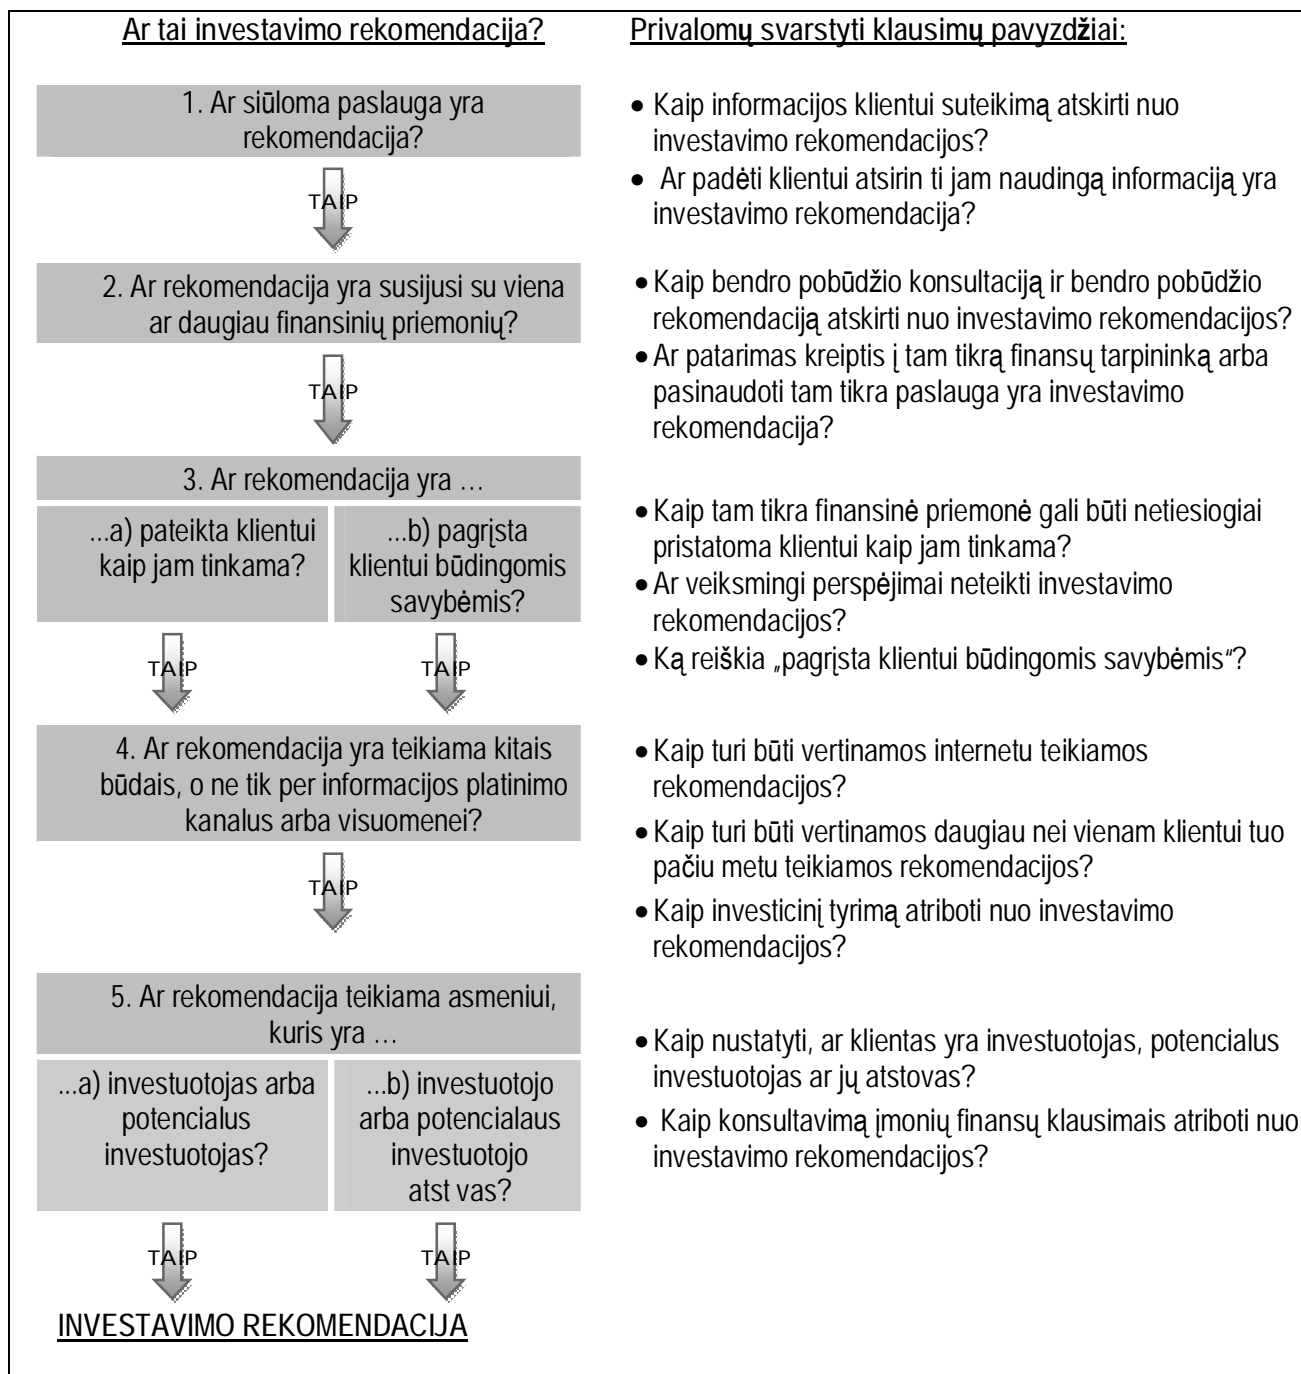 Ar tai investavimo rekomendacija?
Privalomų svarstyti klausimų pavyzdžiai:
1. Ar siūloma paslauga yra
rekomendacija?
• Kaip informacijos klientui suteikimą atskirti nuo
investavimo rekomendacijos?
• Ar padėti klientui atsirin ti jam naudingą informaciją yra
investavimo rekomendacija?
TAIP
2. Ar rekomendacija yra susijusi su viena
ar daugiau finansinių priemonių?
• Kaip bendro pobūdžio konsultaciją ir bendro pobūdžio
rekomendaciją atskirti nuo investavimo rekomendacijos?
• Ar patarimas kreiptis į tam tikrą finansų tarpininką arba
pasinaudoti tam tikra paslauga yra investavimo
rekomendacija?
TAIP
3. Ar rekomendacija yra …
...a) pateikta klientui
kaip jam tinkama?
...b) pagrįsta
klientui būdingomis
savybėmis?
• Kaip tam tikra finansinė priemonė gali būti netiesiogiai
pristatoma klientui kaip jam tinkama?
• Ar veiksmingi perspėjimai neteikti investavimo
rekomendacijos?
• Ką reiškia „pagrįsta klientui būdingomis savybėmis“?
TAIP
TAIP
4. Ar rekomendacija yra teikiama kitais
būdais, o ne tik per informacijos platinimo
kanalus arba visuomenei?
• Kaip turi būti vertinamos internetu teikiamos
rekomendacijos?
• Kaip turi būti vertinamos daugiau nei vienam klientui tuo
pačiu metu teikiamos rekomendacijos?
• Kaip investicinį tyrimą atriboti nuo investavimo
rekomendacijos?
TAIP
5. Ar rekomendacija teikiama asmeniui,
kuris yra …
...a) investuotojas arba
potencialus
investuotojas?
...b) investuotojo
arba potencialaus
investuotojo
atst vas?
• Kaip nustatyti, ar klientas yra investuotojas, potencialus
investuotojas ar jų atstovas?
• Kaip konsultavimą įmonių finansų klausimais atriboti nuo
investavimo rekomendacijos?
TAIP
TAIP
INVESTAVIMO REKOMENDACIJA